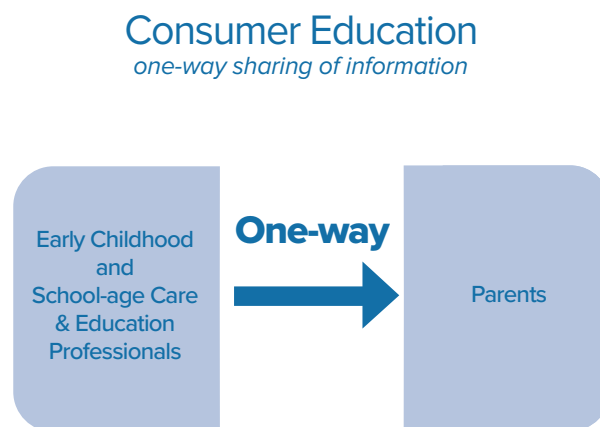 Consumer Education
one-way sharing of information
One-way
Early Childhood
and
School-age Care
& Education
Professionals
Parents